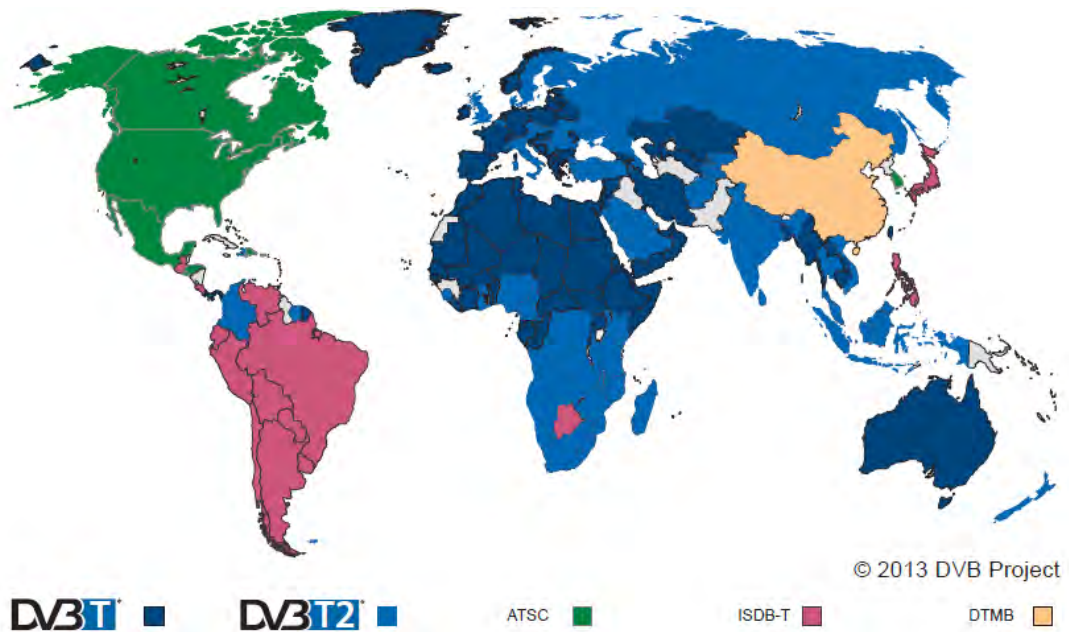 © 2013 DVB Project
DVB T
DVB T2
ATSC
ISDB-T
DTMB